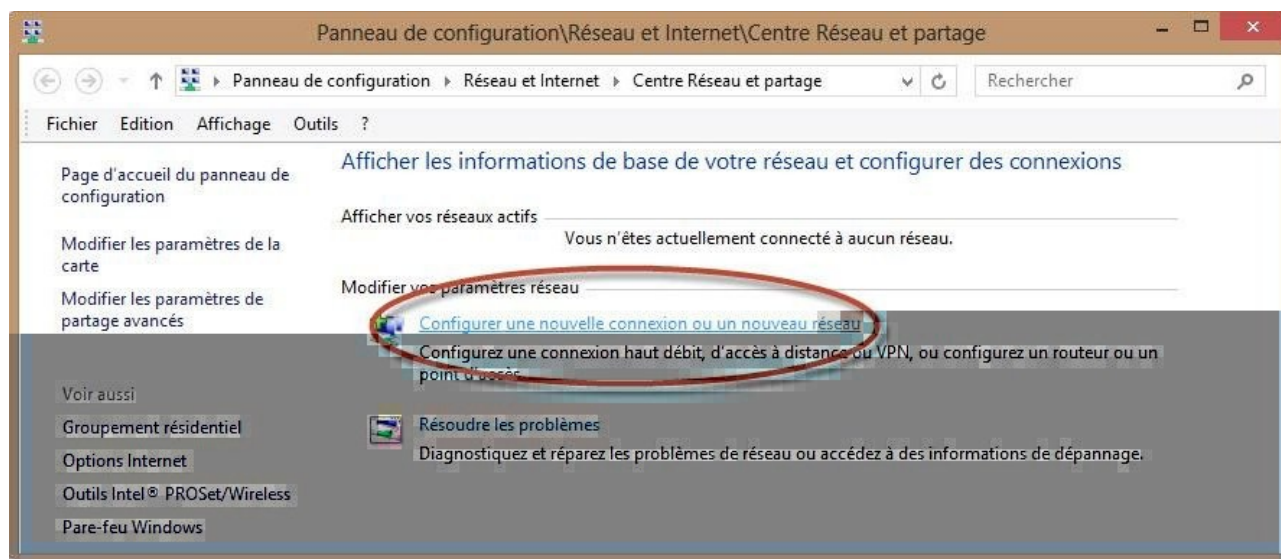 Panneau de configuration\Réseau et Internet\Centre Réseau et partage
Panneau de configuration Réseau et Internet Centre Réseau et partage Rechercher
Fichier Edition Affichage Outils ?
Page d'accueil du panneau de
configuration
Modifier les paramètres de la
carte
Modifier les paramètres de
partage avancés
Voir aussi
Groupement résidentiel
Options Internet
Outils Intel® PROSet/Wireless
Pare-feu Windows
Afficher les informations de base de votre réseau et configurer des connexions
Afficher vos réseaux actifs
Vous n'êtes actuellement connecté à aucun réseau.
Modifier vos paramètres réseau
Configurer une nouvelle connexion ou un nouveau réseau
Configurez une connexion haut débit, d'accès à distance ou VPN, ou configurez un routeur ou un
point d'accès.
Résoudre les problèmes
Diagnostiquez et réparez les problèmes de réseau ou accédez à des informations de dépannage.